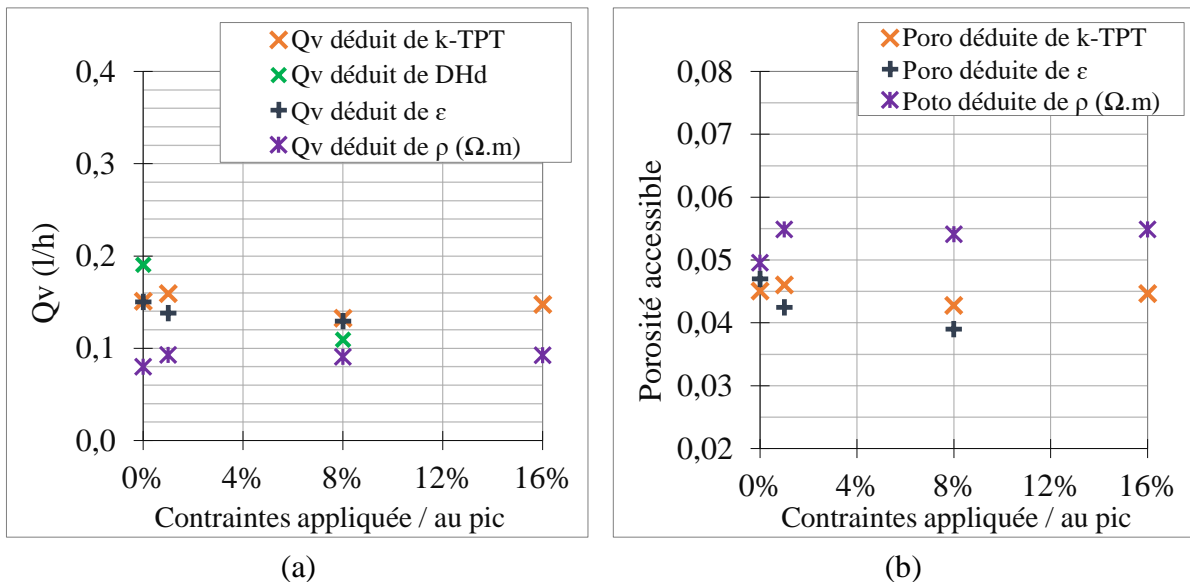 Qv déduit de k-TPT
Qv déduit de DHd
Qv déduit de ε
Qv déduit de ρ (Ω.m)
0,4
0,3
0,2
0,1
0,0
Qv (l/h)
0% 4% 8% 12% 16%
Contraintes appliquée / au pic
(a)
Poro déduite de k-TPT
Poro déduite de ε
Poto déduite de ρ (Ω.m)
0,08
0,07
0,06
0,05
0,04
0,03
0,02
Porosité accessible
0% 4% 8% 12% 16%
Contraintes appliquée / au pic
(b)